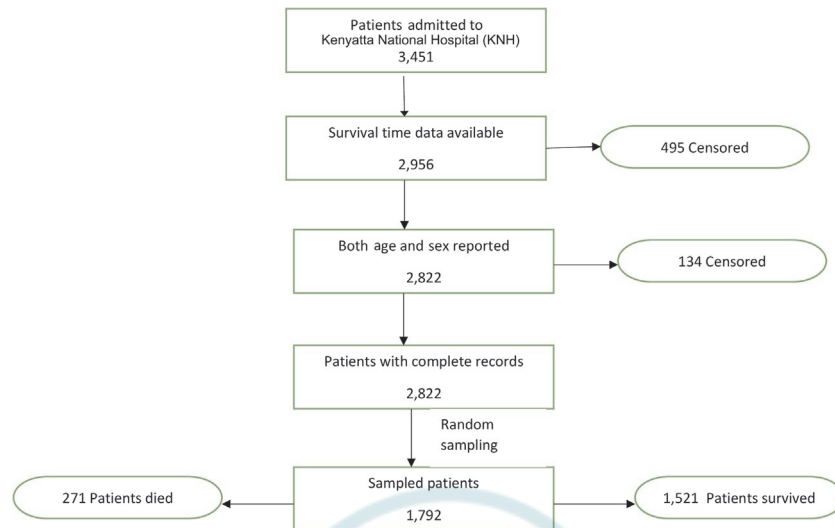 Patients admitted to
Kenyatta National Hospital (KNH)
3,451
Survival time data available
2,956
495 Censored
Both age and sex reported
2,822
134 Censored
Patients with complete records
2,822
Random
sampling
271 Patients died
Sampled patients
1,792
1,521 Patients survived